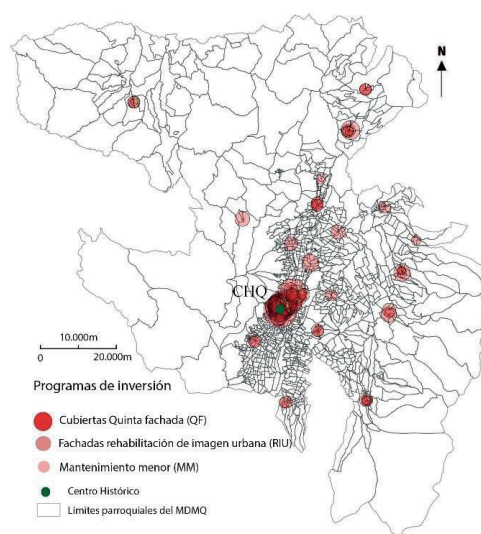 N
CHQ
10.000m
0
20.000m
Programas de inversión
Cubiertas Quinta fachada (QF)
Fachadas rehabilitación de imagen urbana (RIU)
Mantenimiento menor (MM)
Centro Histórico
Límites parroquiales del MDMQ